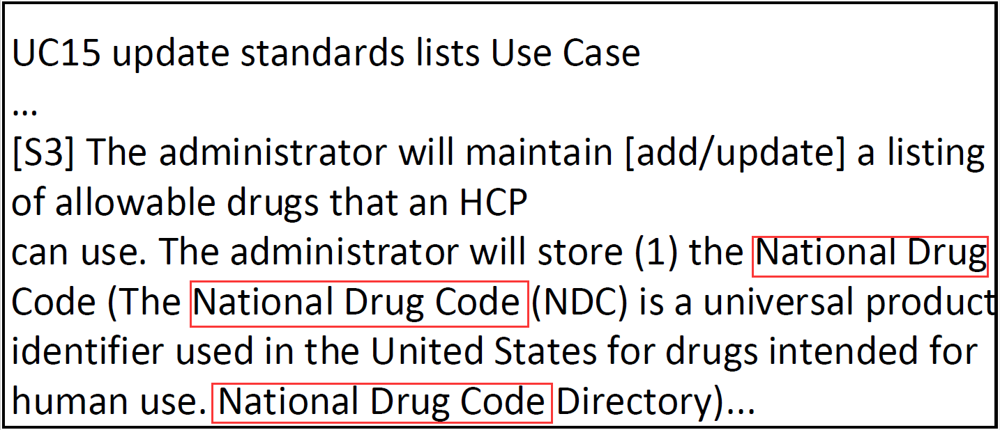 UC15 update standards lists Use Case
...
[S3] The administrator will maintain [add/update] a listing
of allowable drugs that an HCP
can use. The administrator will store (1) the National Drug
Code (The National Drug Code (NDC) is a universal product
identifier used in the United States for drugs intended for
human use. National Drug Code Directory)...